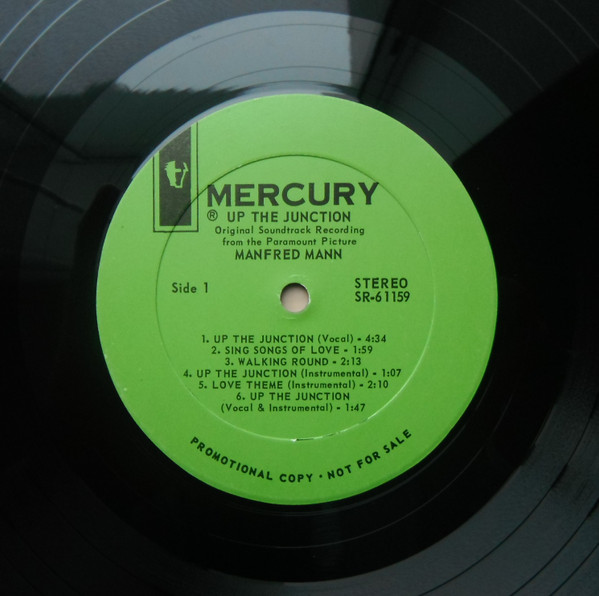 MERCURY
® UP THE JUNCTION
Original Soundtrack Recording
from the Paramount Picture
MANFRED MANN
Side 1
STEREO
SR-61159
1. UP THE JUNCTION (Vocal) - 4:34
2. SING SONGS OF LOVE - 1:59
3. WALKING ROUND - 2:13
4. UP THE JUNCTION (Instrumental) - 1:07
5. LOVE THEME (Instrumental) - 2:10
6. UP THE JUNCTION
(Vocal & Instrumental) - 1:47
PROMOTIONAL COPY • NOT FOR SALE